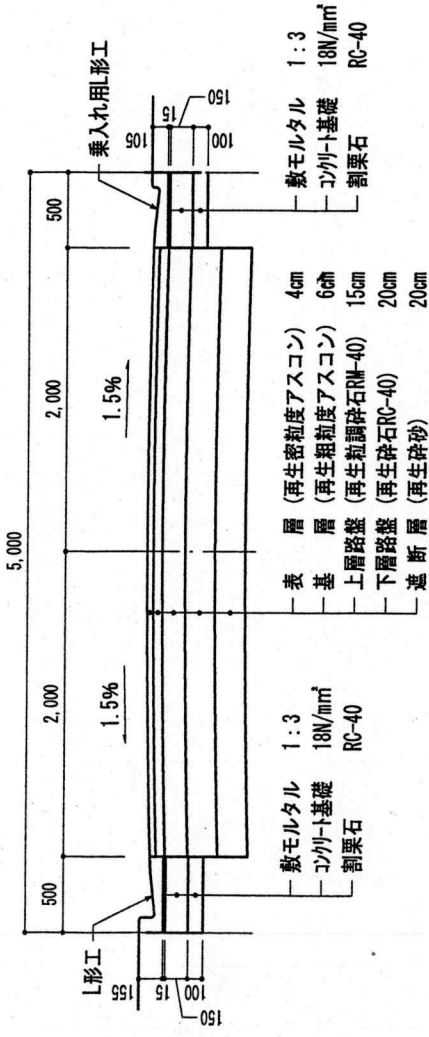 5,000
500
2,000
2,000
500
L形工
1.5%
1.5%
乗入れ用L形工
155
15
100
150
105
15
100
150
敷モルタル 1:3
コンクリート基礎 18N/mm²
割栗石 RC-40
表層 (再生密粒度アスコン) 4cm
基層 (再生粗粒度アスコン) 6cm
上層路盤 (再生粒調砕石RM-40) 15cm
下層路盤 (再生砕石RC-40) 20cm
遮断層 (再生砕砂) 20cm
敷モルタル 1:3
コンクリート基礎 18N/mm²
割栗石 RC-40